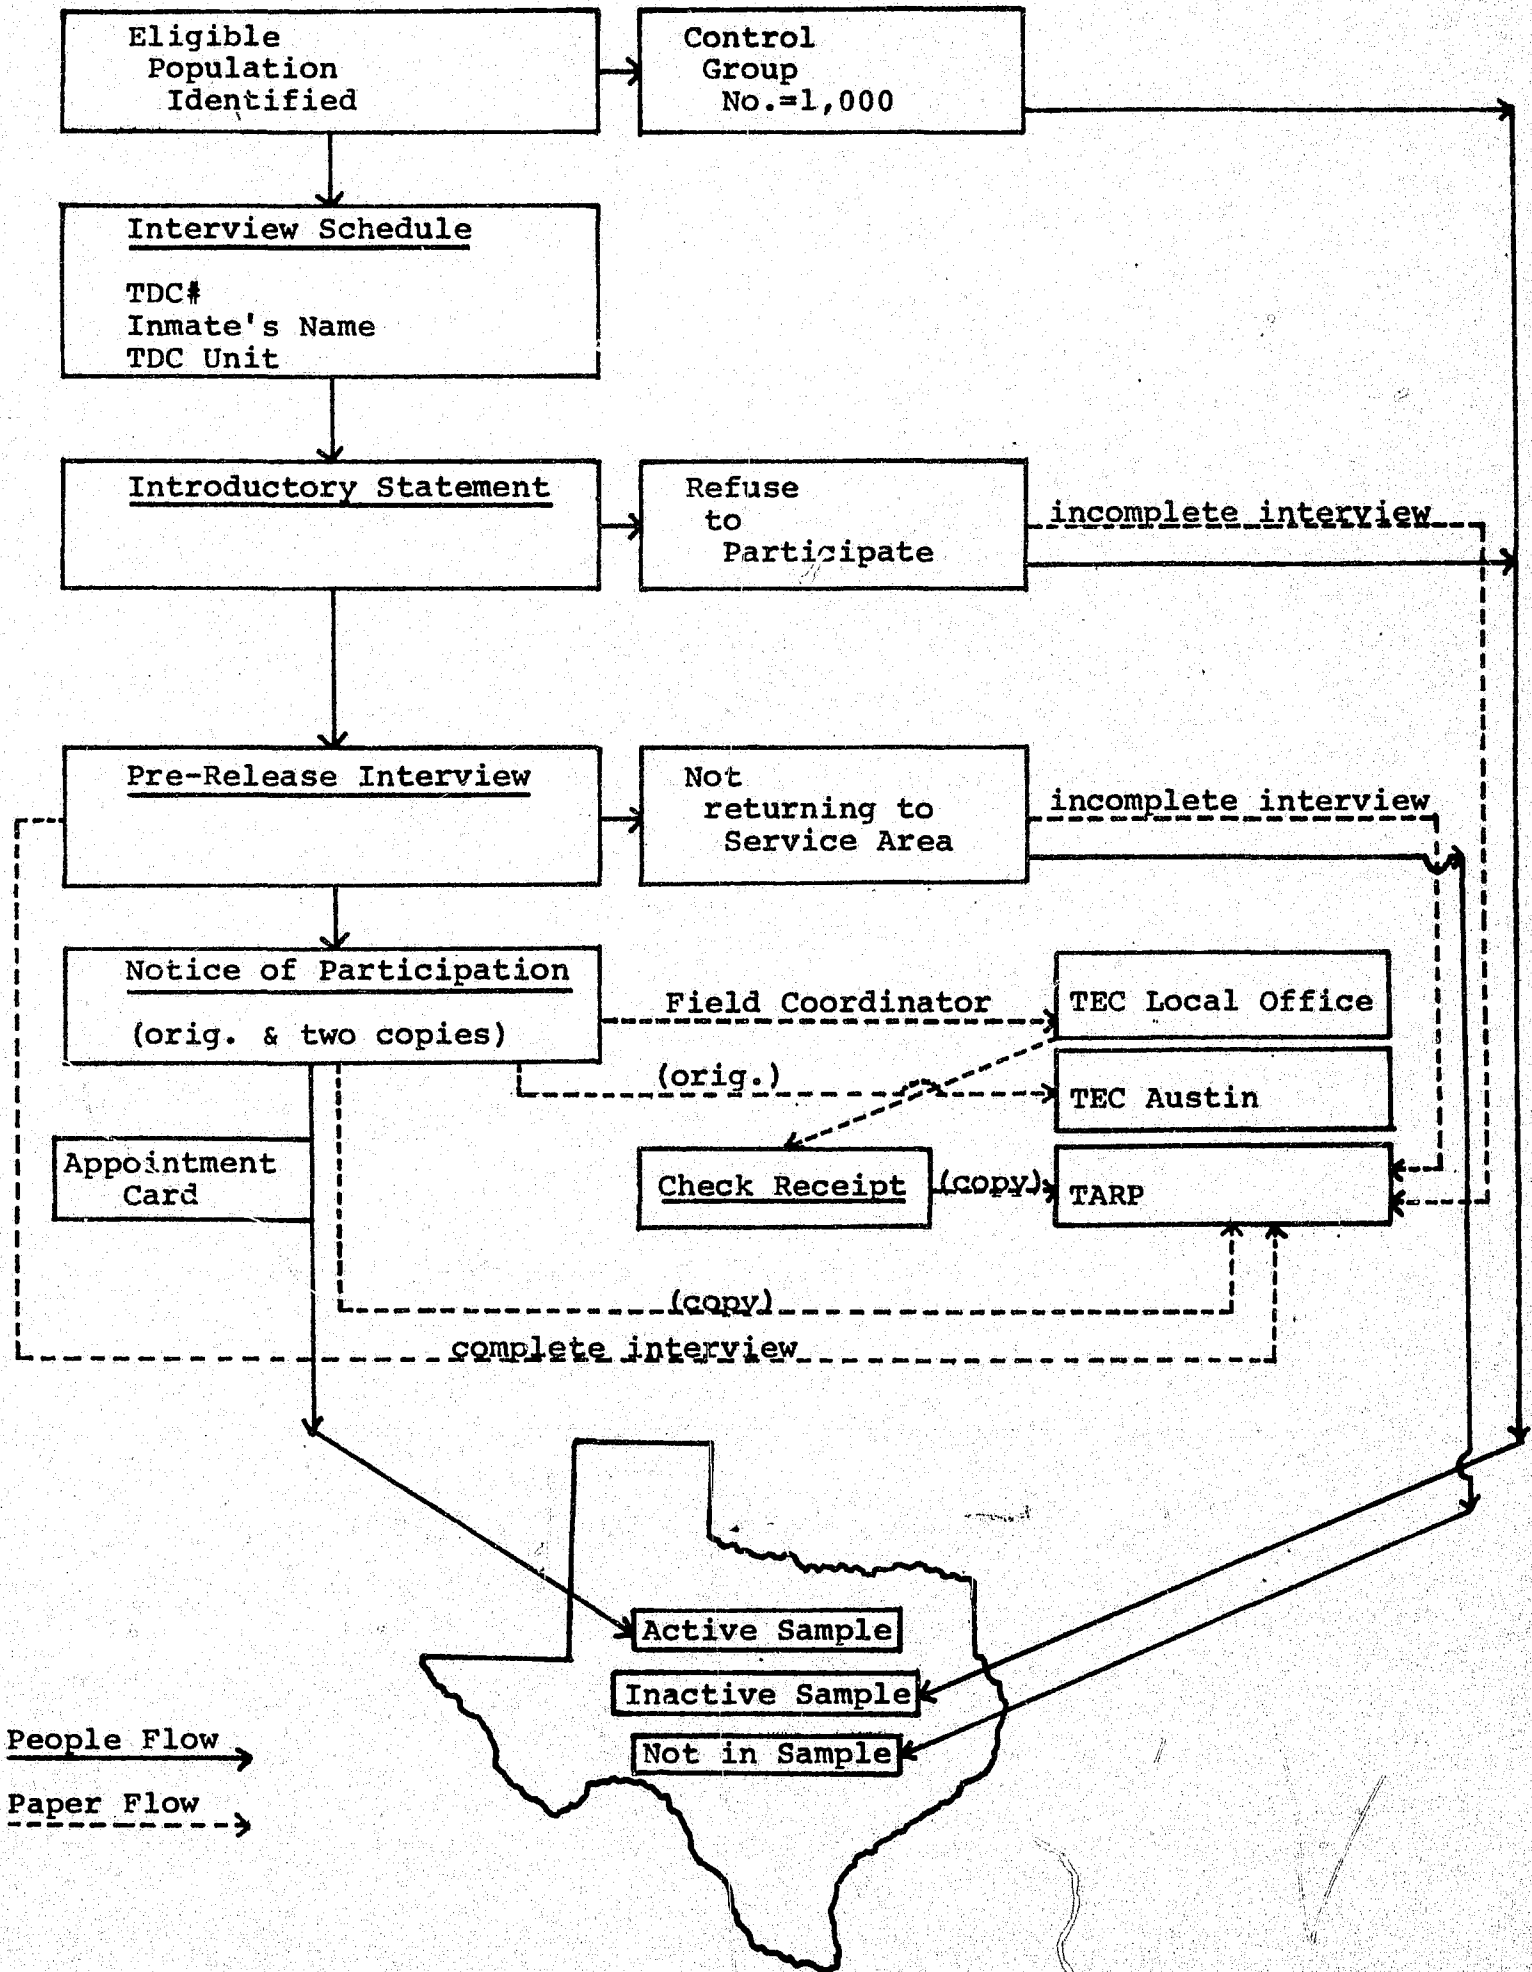 Eligible
Population
Identified
Control
Group
No.=1,000
Interview Schedule
TDC#
Inmate's Name
TDC Unit
Introductory Statement
Refuse
to
Participate
incomplete interview
Pre-Release Interview
Not
returning to
Service Area
incomplete interview
Notice of Participation
(orig. & two copies)
Field Coordinator
TEC Local Office
(orig.)
TEC Austin
Appointment
Card
Check Receipt
(copy)
TARP
(copy)
complete interview
Active Sample
Inactive Sample
Not in Sample
People Flow
Paper Flow